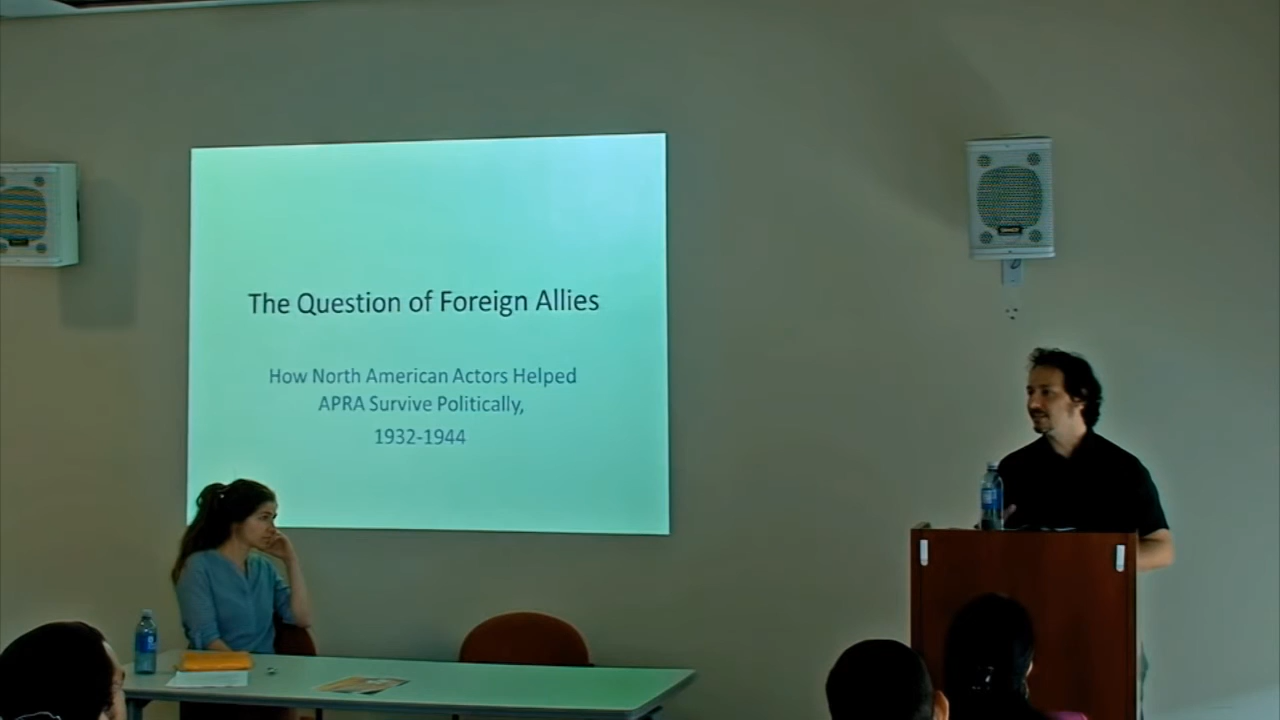 The Question of Foreign Allies
How North American Actors Helped
APRA Survive Politically,
1932-1944